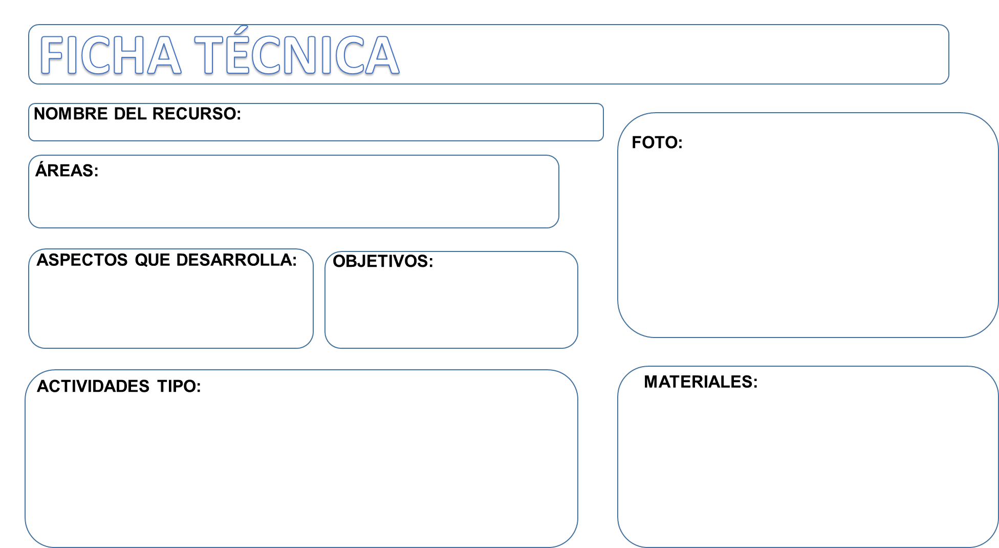 FICHA TÉCNICA
NOMBRE DEL RECURSO:
FOTO:
ÁREAS:
ASPECTOS QUE DESARROLLA:
OBJETIVOS:
ACTIVIDADES TIPO:
MATERIALES: